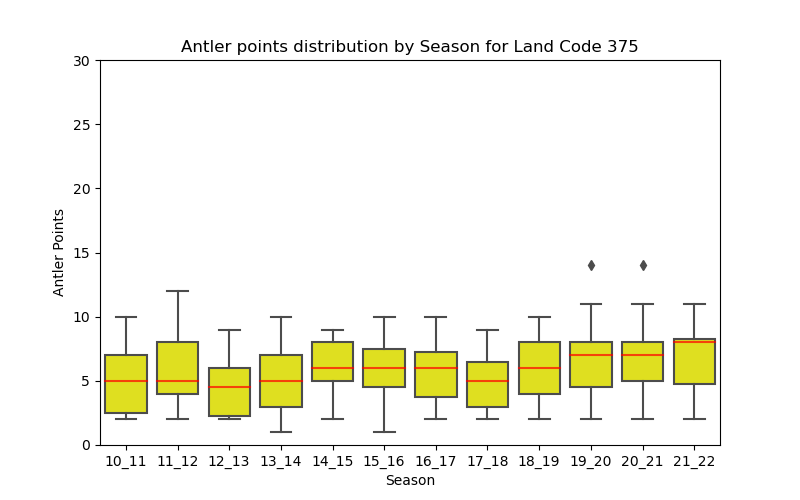 Antler points distribution by Season for Land Code 375
30
25
20
15
10
5
0
Antler Points
10_11 11_12 12_13 13_14 14_15 15_16 16_17 17_18 18_19 19_20 20_21 21_22
Season